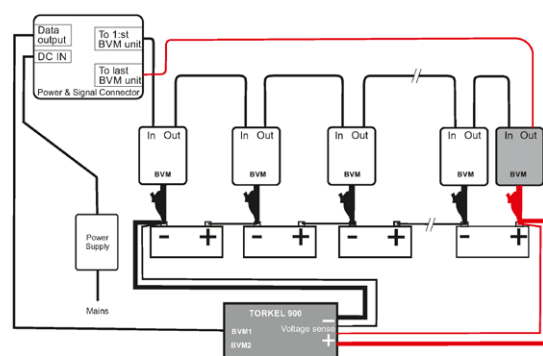 Data
output
DC IN
To 1:st
BVM unit
To last
BVM unit
Power & Signal Connector
In Out
BVM
In Out
BVM
In Out
BVM
In Out
BVM
In Out
BVM
Power
Supply
Mains
- +
- +
- +
- +
TORKEL 900
BVM1
BVM2
Voltage sense
-
+